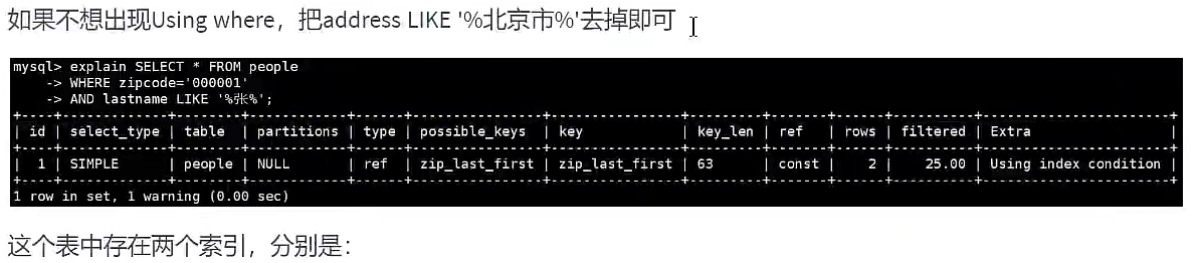 如果不想出现Using where，把address LIKE '%北京市%'去掉即可
mysql> explain SELECT * FROM people
-> WHERE zipcode='000001'
-> AND lastname LIKE '%张%';
+----+-------------+--------+------------+------+----------------+----------------+---------+-------+------+----------+-----------------------+
| id | select_type | table | partitions | type | possible_keys | key | key_len | ref | rows | filtered | Extra |
+----+-------------+--------+------------+------+----------------+----------------+---------+-------+------+----------+-----------------------+
| 1 | SIMPLE | people | NULL | ref | zip_last_first | zip_last_first | 63 | const | 2 | 25.00 | Using index condition |
+----+-------------+--------+------------+------+----------------+----------------+---------+-------+------+----------+-----------------------+
1 row in set, 1 warning (0.00 sec)
这个表中存在两个索引，分别是：